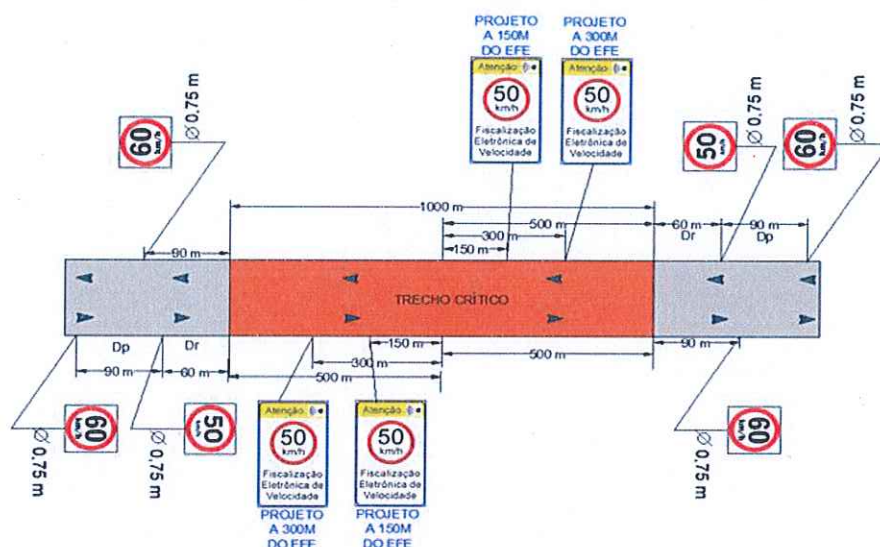 PROJETO
A 150M
DO EFE
PROJETO
A 300M
DO EFE
Atenção
50
km/h
Fiscalização
Eletrônica de
Velocidade
Atenção
50
km/h
Fiscalização
Eletrônica de
Velocidade
60
km/h
Ø 0,75 m
50
km/h
Ø 0,75 m
60
km/h
Ø 0,75 m
1000 m
500 m
60 m
90 m
Dr
Dp
300 m
150 m
90 m
TRECHO CRÍTICO
Dp
Dr
90 m
60 m
150 m
300 m
500 m
500 m
90 m
60
km/h
Ø 0,75 m
50
km/h
Ø 0,75 m
Atenção
50
km/h
Fiscalização
Eletrônica de
Velocidade
PROJETO
A 300M
DO EFE
Atenção
50
km/h
Fiscalização
Eletrônica de
Velocidade
PROJETO
A 150M
DO EFE
60
km/h
Ø 0,75 m